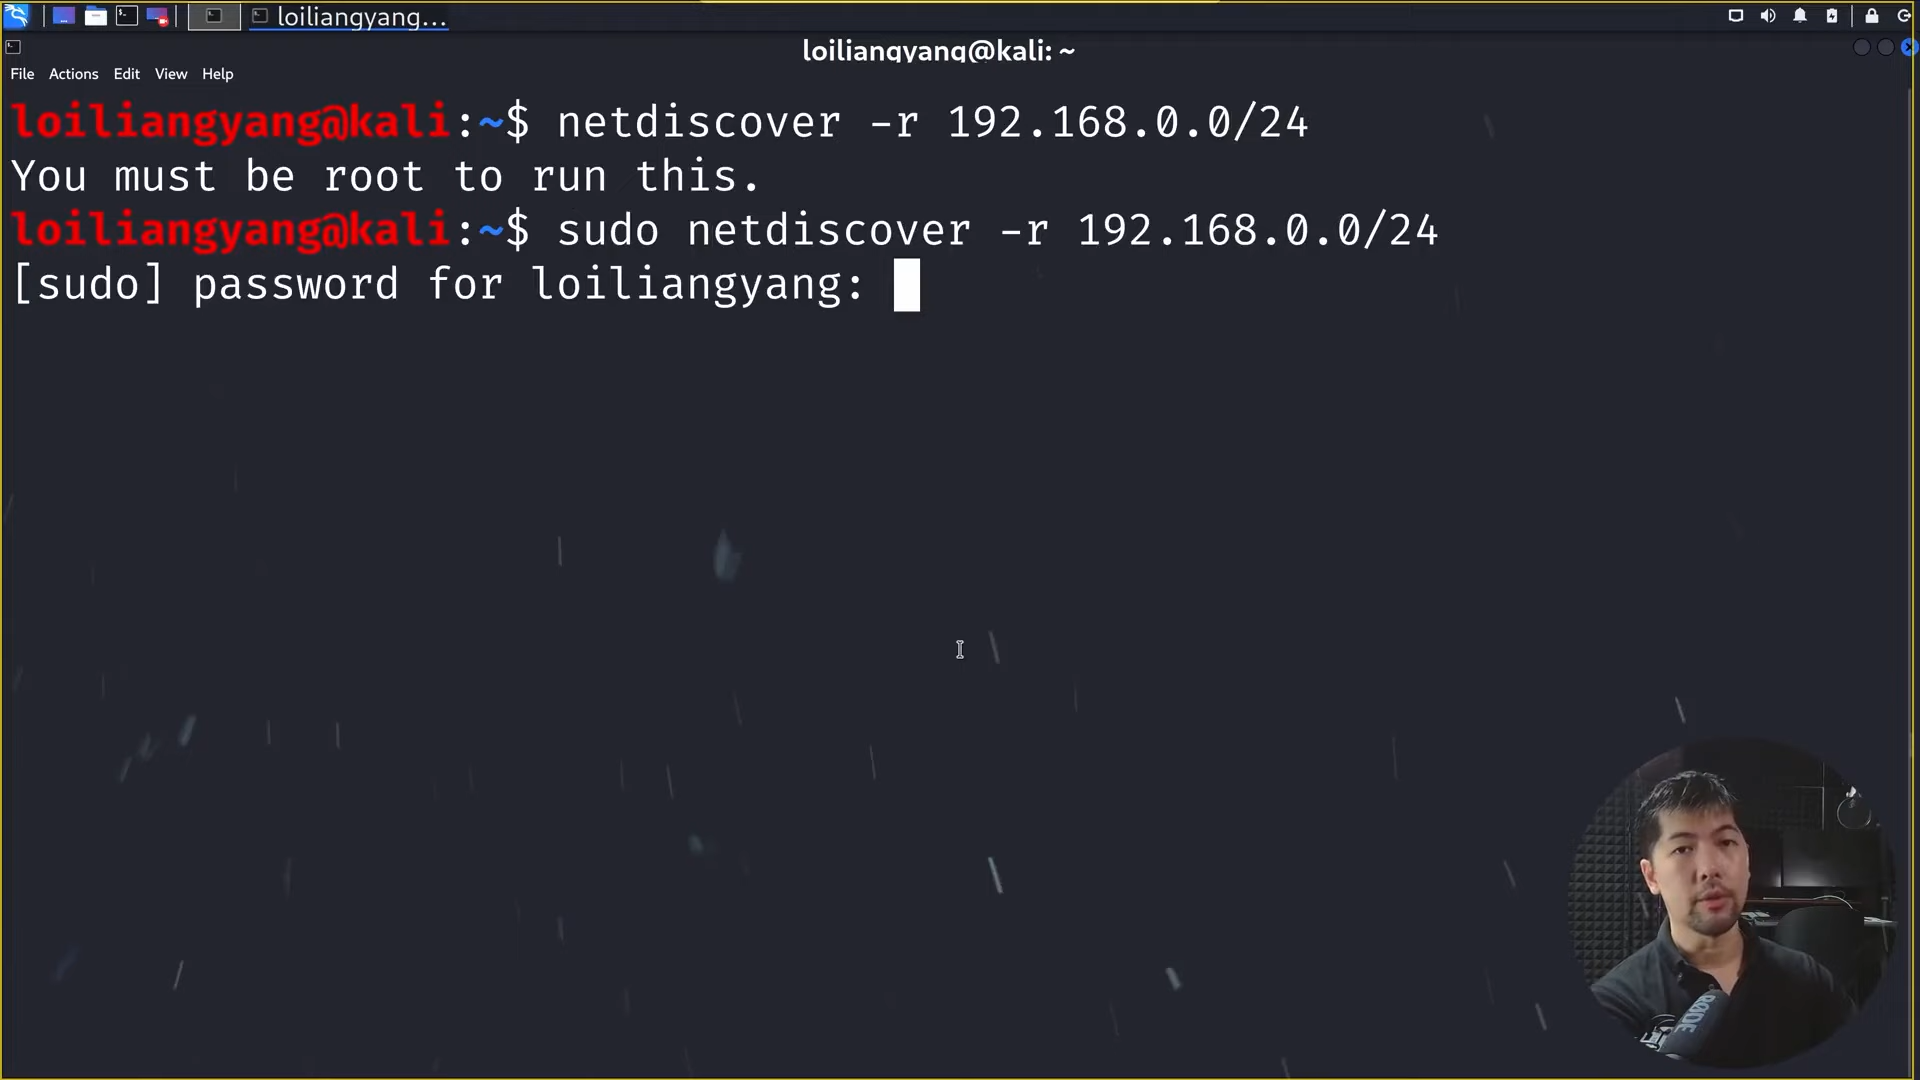 loiliangyang...
loiliangyang@kali: ~
File Actions Edit View Help
loiliangyang@kali:~$ netdiscover -r 192.168.0.0/24
You must be root to run this.
loiliangyang@kali:~$ sudo netdiscover -r 192.168.0.0/24
[sudo] password for loiliangyang:
RØDE